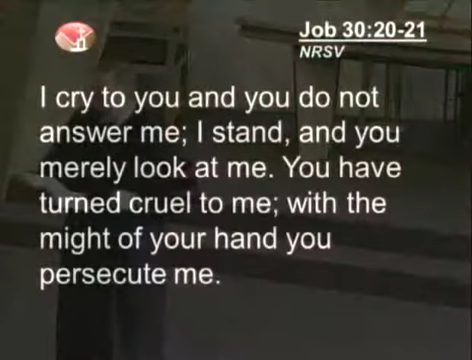 Job 30:20-21
NRSV
I cry to you and you do not
answer me; I stand, and you
merely look at me. You have
turned cruel to me; with the
might of your hand you
persecute me.